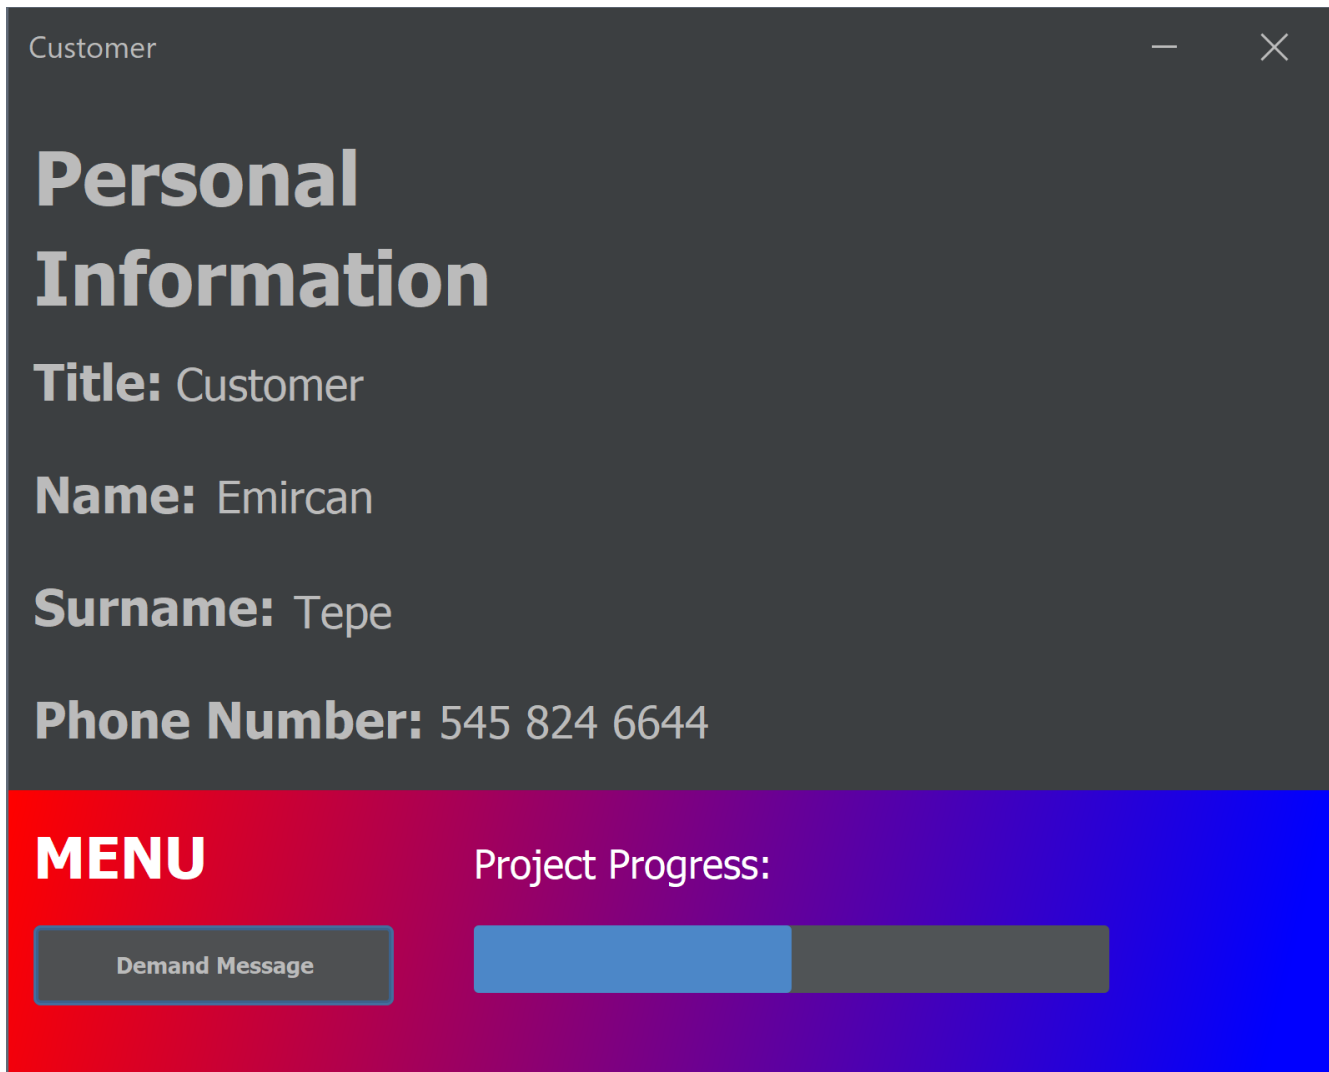 Customer
Personal
Information
Title: Customer
Name: Emircan
Surname: Tepe
Phone Number: 545 824 6644
MENU
Project Progress:
Demand Message